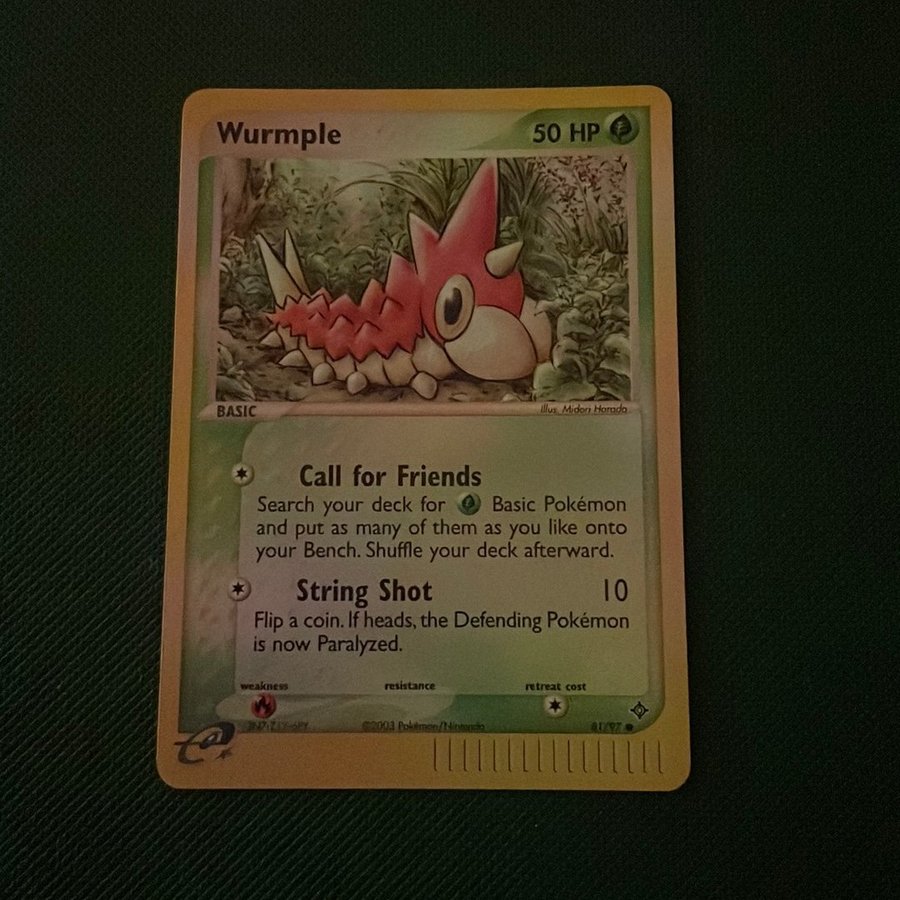 Wurmple 50 HP
BASIC Illus. Midori Harada
Call for Friends
Search your deck for Basic Pokémon
and put as many of them as you like onto
your Bench. Shuffle your deck afterward.
String Shot 10
Flip a coin. If heads, the Defending Pokémon
is now Paralyzed.
weakness resistance retreat cost
©2003 Pokémon/Nintendo 81/97
e